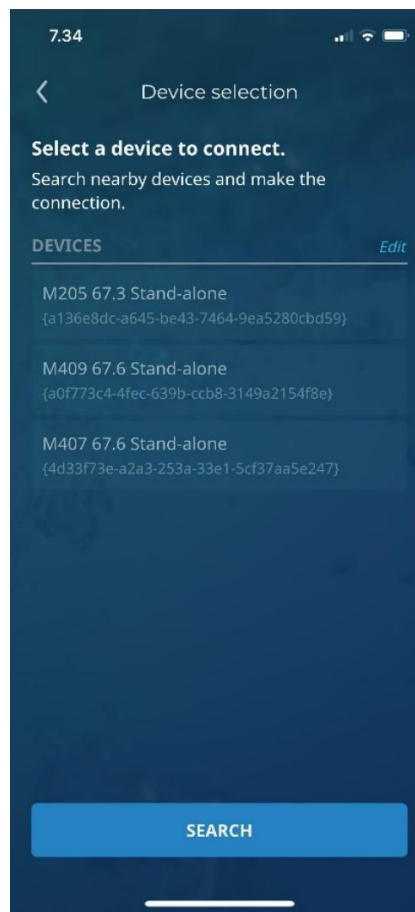 7.34
Device selection
Select a device to connect.
Search nearby devices and make the
connection.
DEVICES Edit
M205 67.3 Stand-alone
{a136e8dc-a645-be43-7464-9ea5280cbd59}
M409 67.6 Stand-alone
{a0f773c4-4fec-639b-ccb8-3149a2154f8e}
M407 67.6 Stand-alone
{4d33f73e-a2a3-253a-33e1-5cf37aa5e247}
SEARCH